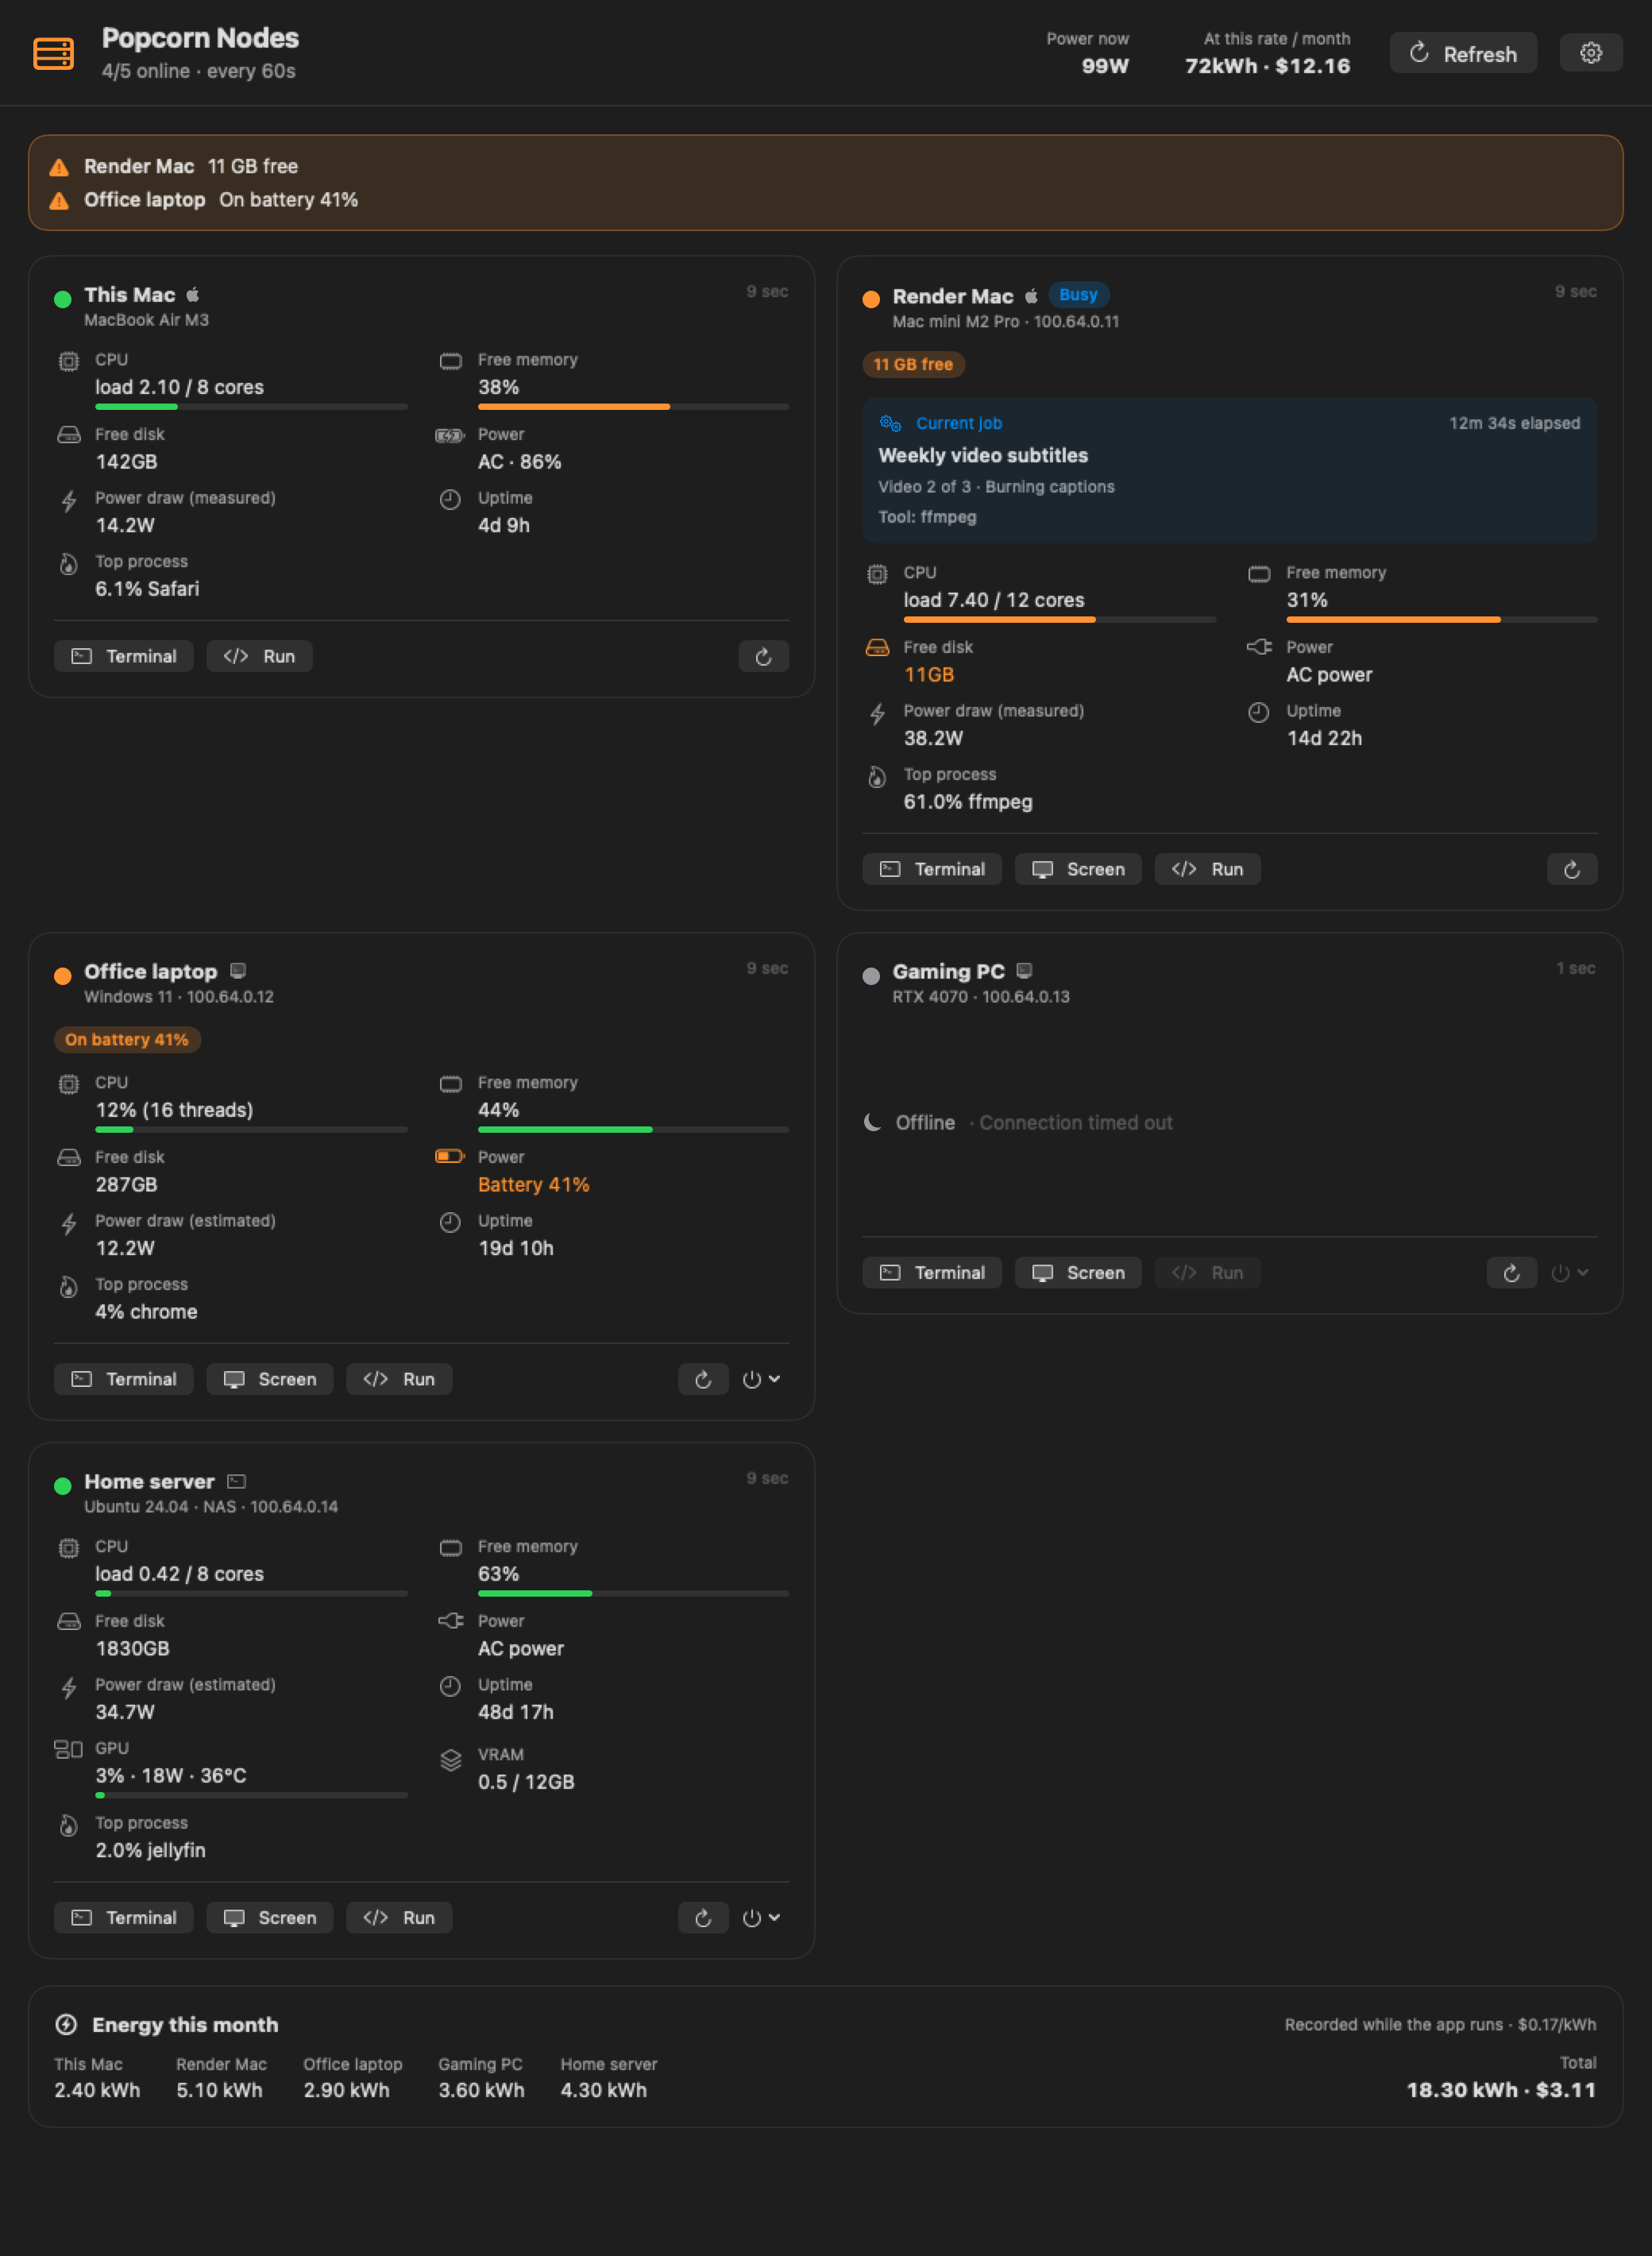 Popcorn Nodes
4/5 online · every 60s
Power now
99W
At this rate / month
72kWh · $12.16
Refresh
Render Mac 11 GB free
Office laptop On battery 41%
This Mac
9 sec
MacBook Air M3
CPU
load 2.10 / 8 cores
Free memory
38%
Free disk
142GB
Power
AC · 86%
Power draw (measured)
14.2W
Uptime
4d 9h
Top process
6.1% Safari
Terminal
Run
Render Mac
Busy
9 sec
Mac mini M2 Pro · 100.64.0.11
11 GB free
Current job
12m 34s elapsed
Weekly video subtitles
Video 2 of 3 · Burning captions
Tool: ffmpeg
CPU
load 7.40 / 12 cores
Free memory
31%
Free disk
11GB
Power
AC power
Power draw (measured)
38.2W
Uptime
14d 22h
Top process
61.0% ffmpeg
Terminal
Screen
Run
Office laptop
9 sec
Windows 11 · 100.64.0.12
On battery 41%
CPU
12% (16 threads)
Free memory
44%
Free disk
287GB
Power
Battery 41%
Power draw (estimated)
12.2W
Uptime
19d 10h
Top process
4% chrome
Terminal
Screen
Run
Gaming PC
1 sec
RTX 4070 · 100.64.0.13
Offline · Connection timed out
Terminal
Screen
Run
Home server
9 sec
Ubuntu 24.04 · NAS · 100.64.0.14
CPU
load 0.42 / 8 cores
Free memory
63%
Free disk
1830GB
Power
AC power
Power draw (estimated)
34.7W
Uptime
48d 17h
GPU
3% · 18W · 36°C
VRAM
0.5 / 12GB
Top process
2.0% jellyfin
Terminal
Screen
Run
Energy this month
Recorded while the app runs · $0.17/kWh
This Mac
2.40 kWh
Render Mac
5.10 kWh
Office laptop
2.90 kWh
Gaming PC
3.60 kWh
Home server
4.30 kWh
Total
18.30 kWh · $3.11